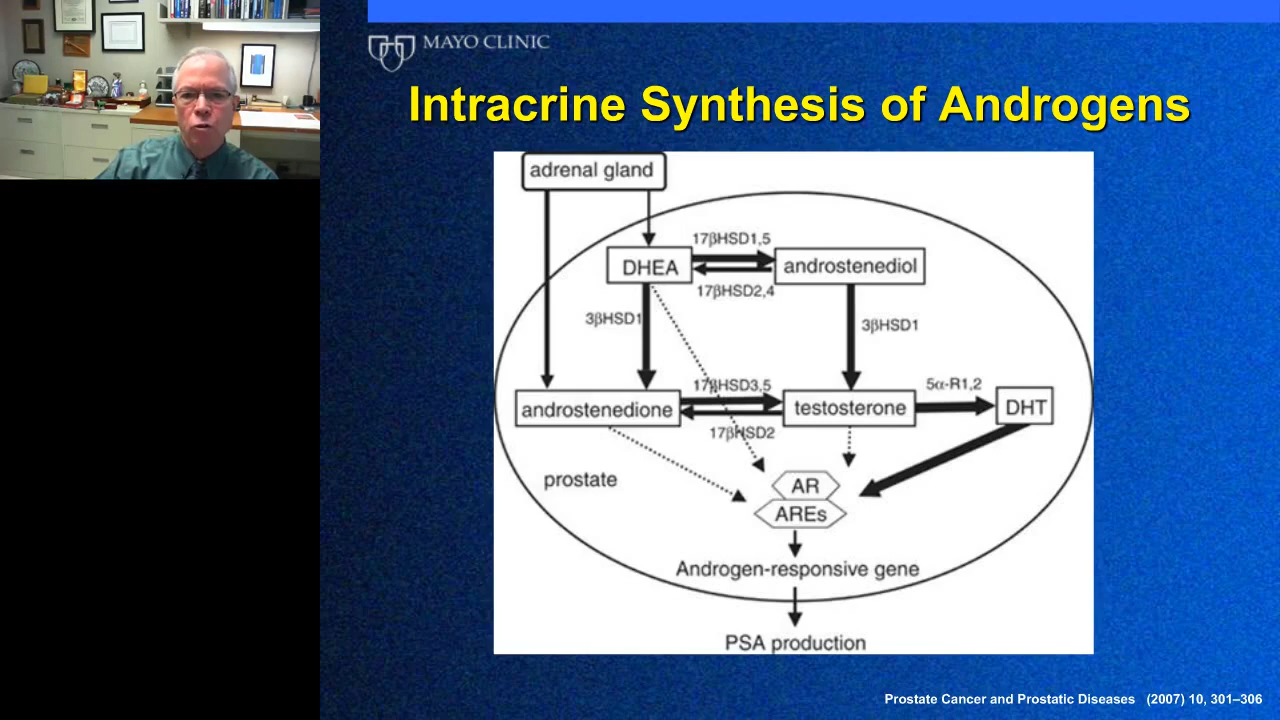 MAYO CLINIC
Intracrine Synthesis of Androgens
adrenal gland
17βHSD1,5
DHEA
androstenediol
17βHSD2,4
3βHSD1
3βHSD1
17βHSD3,5
5α-R1,2
androstenedione
testosterone
DHT
17βHSD2
prostate
AR
AREs
Androgen-responsive gene
PSA production
Prostate Cancer and Prostatic Diseases (2007) 10, 301–306